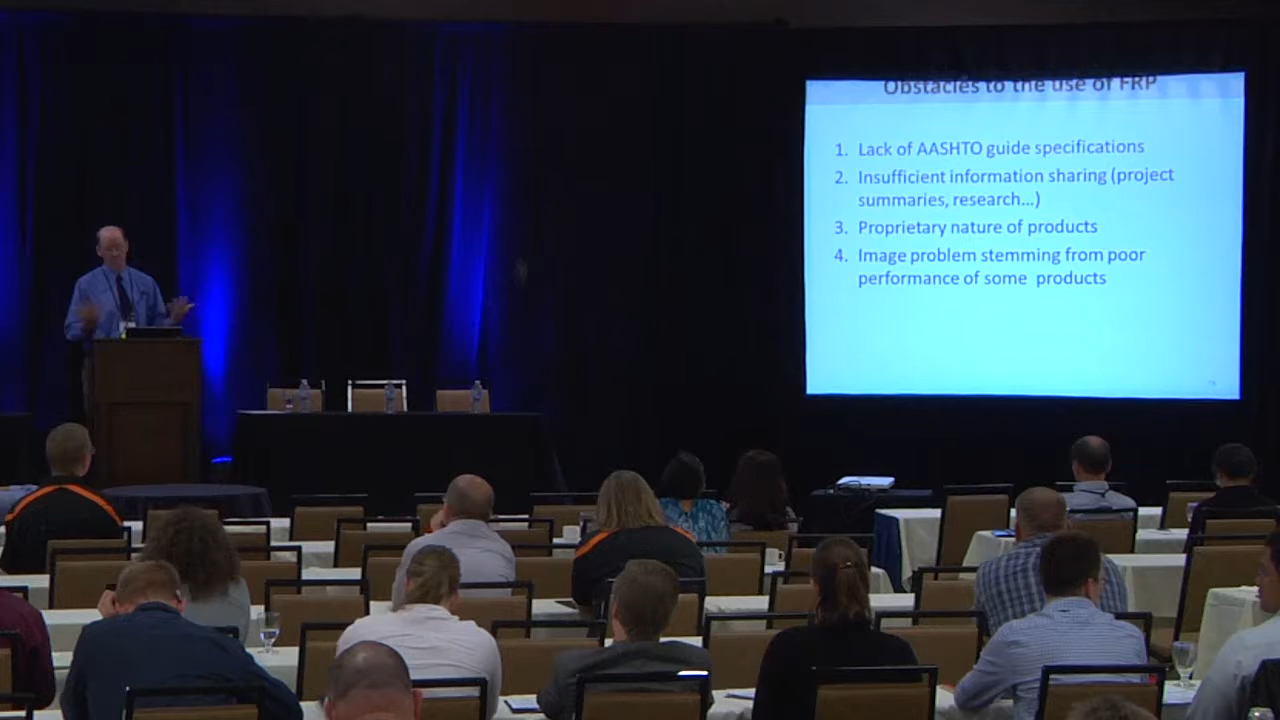 Obstacles to the use of FRP
1. Lack of AASHTO guide specifications
2. Insufficient information sharing (project
summaries, research...)
3. Proprietary nature of products
4. Image problem stemming from poor
performance of some products